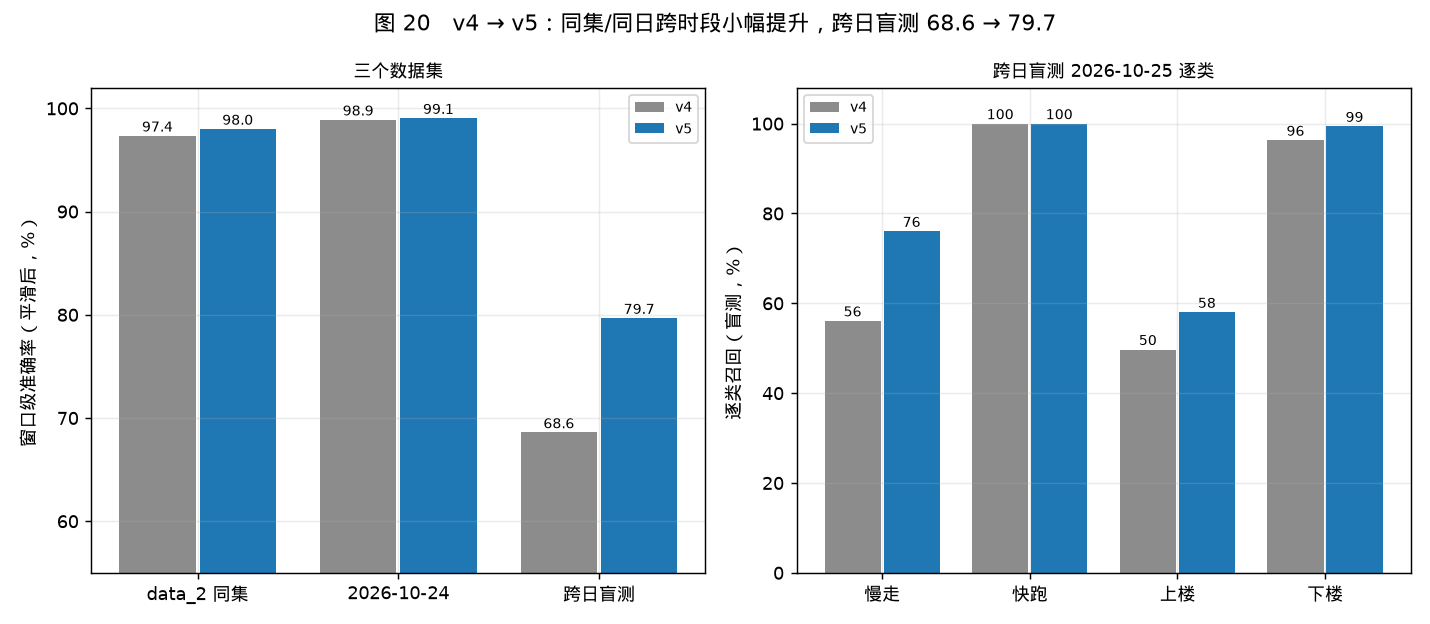 图 20 v4 → v5：同集/同日跨时段小幅提升，跨日盲测 68.6 → 79.7
三个数据集
窗口级准确率（平滑后，%）
100
90
80
70
60
97.4
98.0
98.9
99.1
68.6
79.7
v4
v5
data_2 同集
2026-10-24
跨日盲测
跨日盲测 2026-10-25 逐类
逐类召回（盲测，%）
100
80
60
40
20
0
v4
v5
56
76
100
100
50
58
96
99
慢走
快跑
上楼
下楼